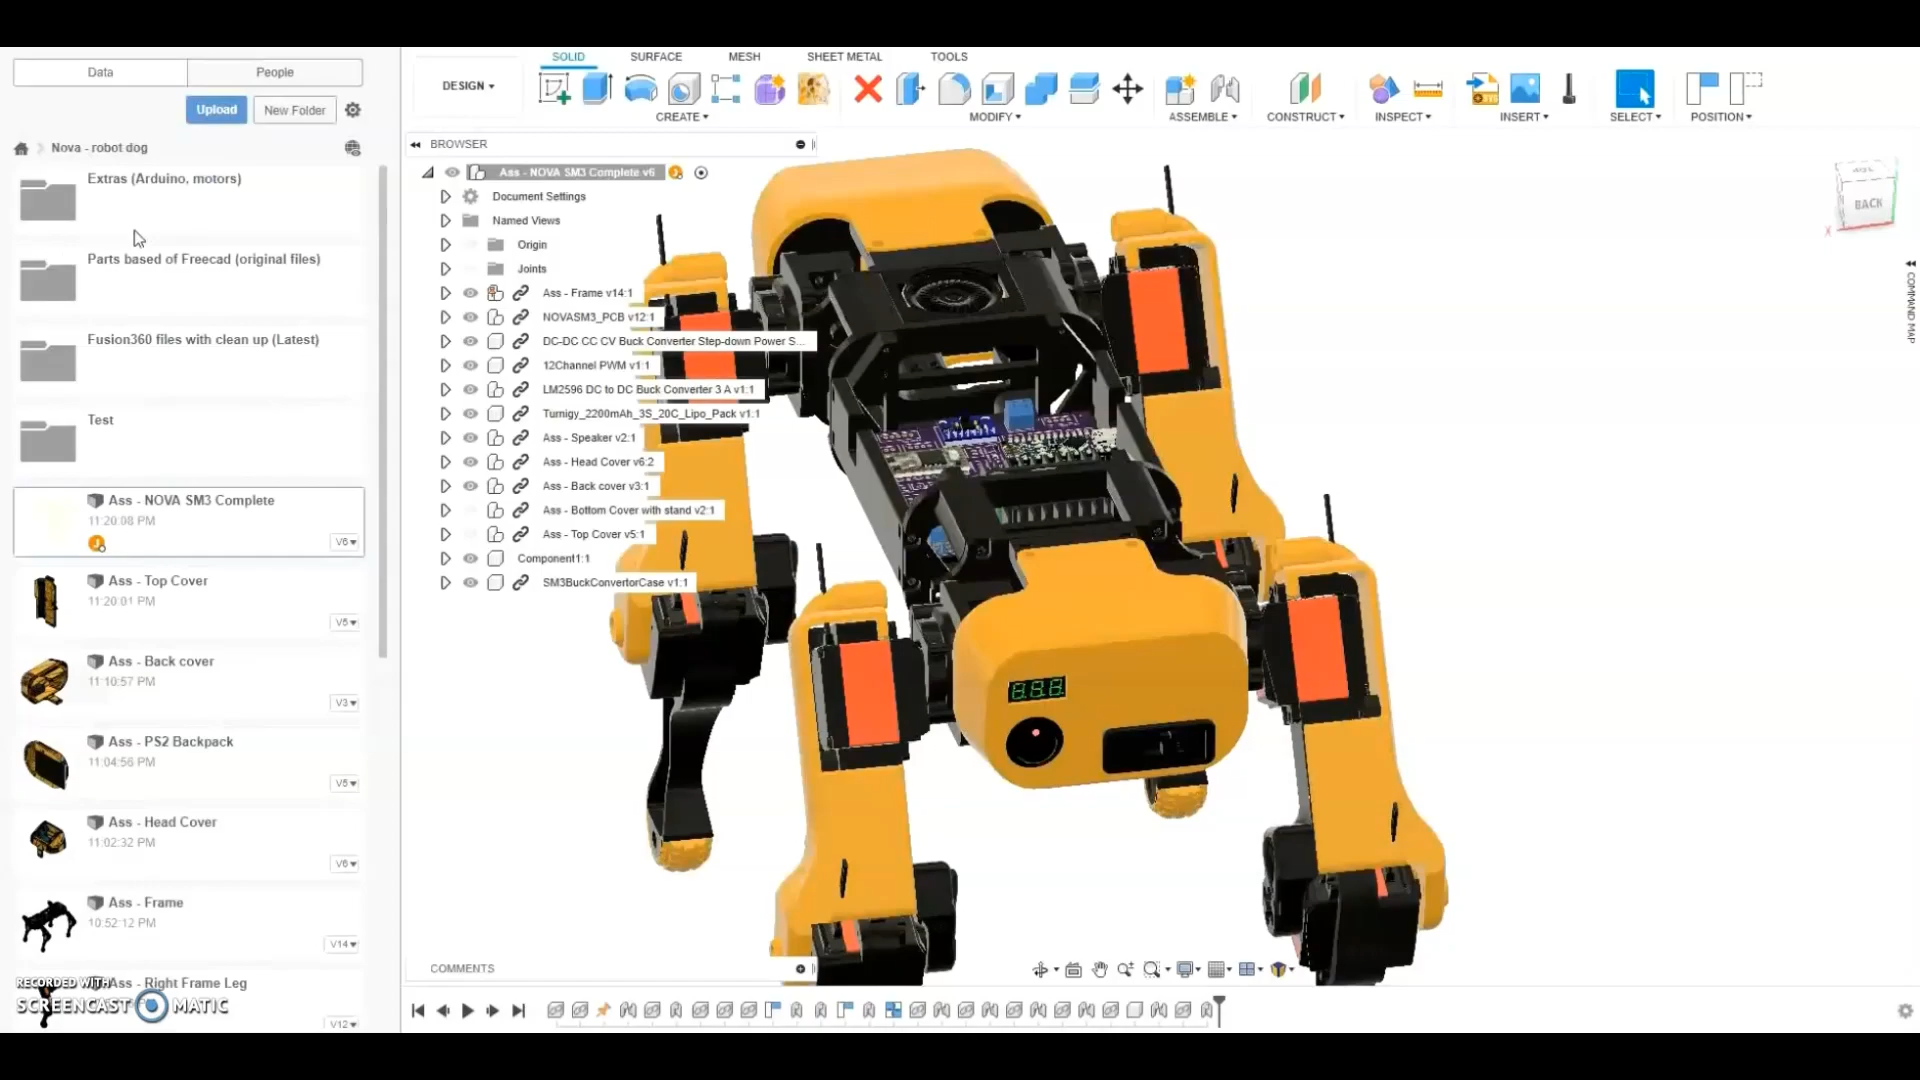 Data
People
Upload
New Folder
Nova - robot dog
Extras (Arduino, motors)
Parts based of Freecad (original files)
Fusion360 files with clean up (Latest)
Test
Ass - NOVA SM3 Complete
11:20:08 PM
V6
Ass - Top Cover
11:20:01 PM
V5
Ass - Back cover
11:10:57 PM
V3
Ass - PS2 Backpack
11:04:56 PM
V5
Ass - Head Cover
11:02:32 PM
V6
Ass - Frame
10:52:12 PM
V14
Ass - Right Frame Leg
V12
RECORDED WITH
SCREENCAST MATIC
DESIGN
SOLID
SURFACE
MESH
SHEET METAL
TOOLS
CREATE
MODIFY
ASSEMBLE
CONSTRUCT
INSPECT
INSERT
SELECT
POSITION
BROWSER
Ass - NOVA SM3 Complete v6
Document Settings
Named Views
Origin
Joints
Ass - Frame v14:1
NOVASM3_PCB v12:1
DC-DC CC CV Buck Converter Step-down Power S...
12Channel PWM v1:1
LM2596 DC to DC Buck Converter 3 A v1:1
Turnigy_2200mAh_3S_20C_Lipo_Pack v1:1
Ass - Speaker v2:1
Ass - Head Cover v6:2
Ass - Back cover v3:1
Ass - Bottom Cover with stand v2:1
Ass - Top Cover v5:1
Component1:1
SM3BuckConvertorCase v1:1
8.8.8.
BACK
X
COMMAND MAP
COMMENTS